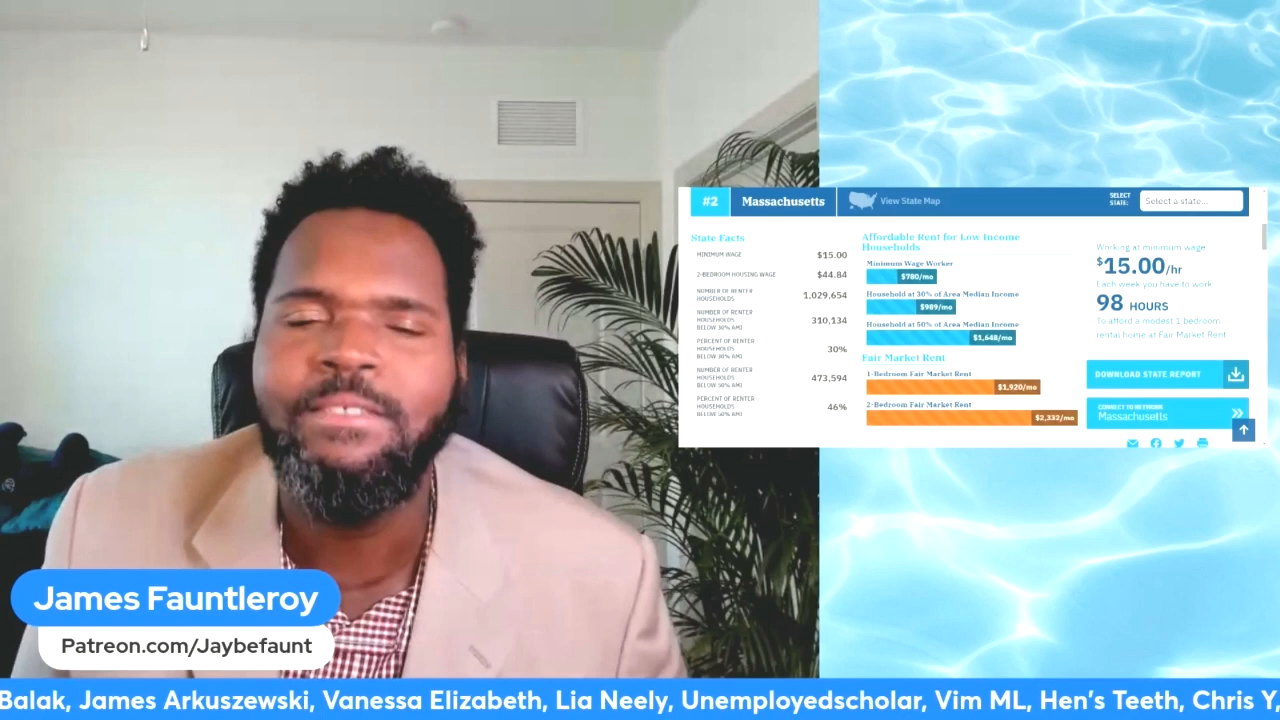 #2
Massachusetts
View State Map
SELECT
STATE:
Select a state...
State Facts
MINIMUM WAGE
$15.00
2-BEDROOM HOUSING WAGE
$44.84
NUMBER OF RENTER
HOUSEHOLDS
1,029,654
NUMBER OF RENTER
HOUSEHOLDS
BELOW 30% AMI
310,134
PERCENT OF RENTER
HOUSEHOLDS
BELOW 30% AMI
30%
NUMBER OF RENTER
HOUSEHOLDS
BELOW 50% AMI
473,594
PERCENT OF RENTER
HOUSEHOLDS
BELOW 50% AMI
46%
Affordable Rent for Low Income
Households
Minimum Wage Worker
$780/mo
Household at 30% of Area Median Income
$989/mo
Household at 50% of Area Median Income
$1,648/mo
Fair Market Rent
1-Bedroom Fair Market Rent
$1,920/mo
2-Bedroom Fair Market Rent
$2,332/mo
Working at minimum wage
$15.00/hr
Each week you have to work
98 HOURS
To afford a modest 1 bedroom
rental home at Fair Market Rent
DOWNLOAD STATE REPORT
CONNECT TO NETWORK
Massachusetts
James Fauntleroy
Patreon.com/Jaybefaunt
Balak, James Arkuszewski, Vanessa Elizabeth, Lia Neely, Unemployedscholar, Vim ML, Hen's Teeth, Chris Y,